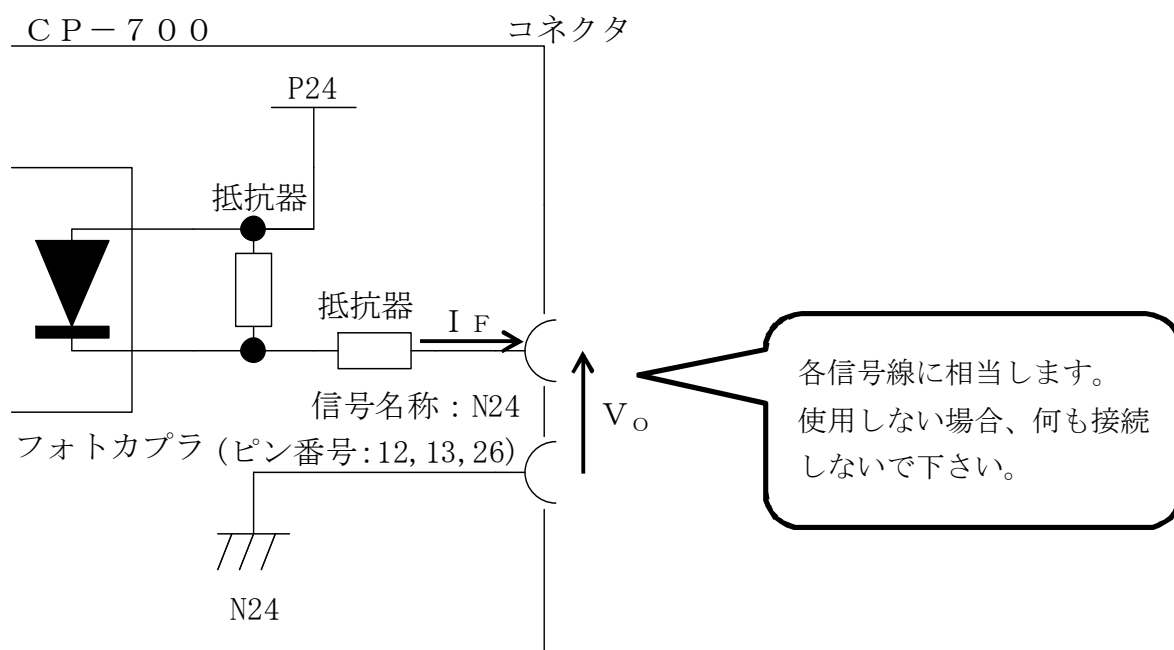 ＣＰ－７００
コネクタ
P24
抵抗器
抵抗器
Ｉ F
信号名称：N24
フォトカプラ
(ピン番号:12,13,26)
ＶO
N24
各信号線に相当します。
使用しない場合、何も接続
しないで下さい。